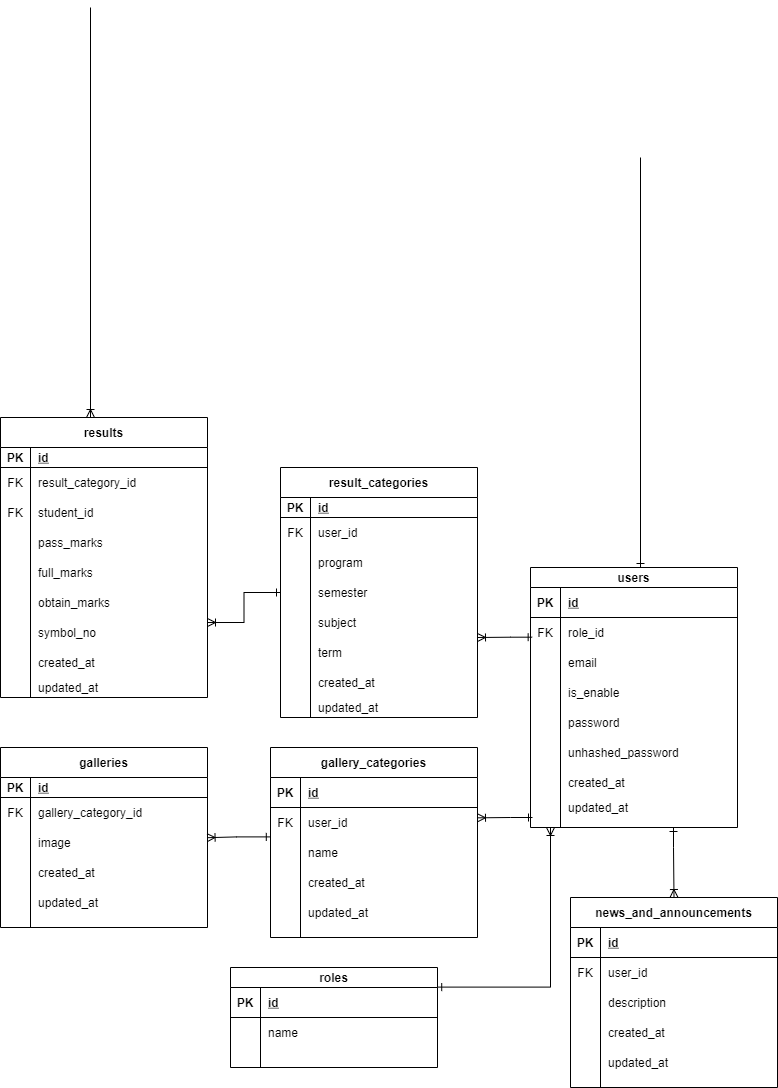 results
PK id
FK result_category_id
FK student_id
pass_marks
full_marks
obtain_marks
symbol_no
created_at
updated_at
result_categories
PK id
FK user_id
program
semester
subject
term
created_at
updated_at
users
PK id
FK role_id
email
is_enable
password
unhashed_password
created_at
updated_at
galleries
PK id
FK gallery_category_id
image
created_at
updated_at
gallery_categories
PK id
FK user_id
name
created_at
updated_at
news_and_announcements
PK id
FK user_id
description
created_at
updated_at
roles
PK id
name